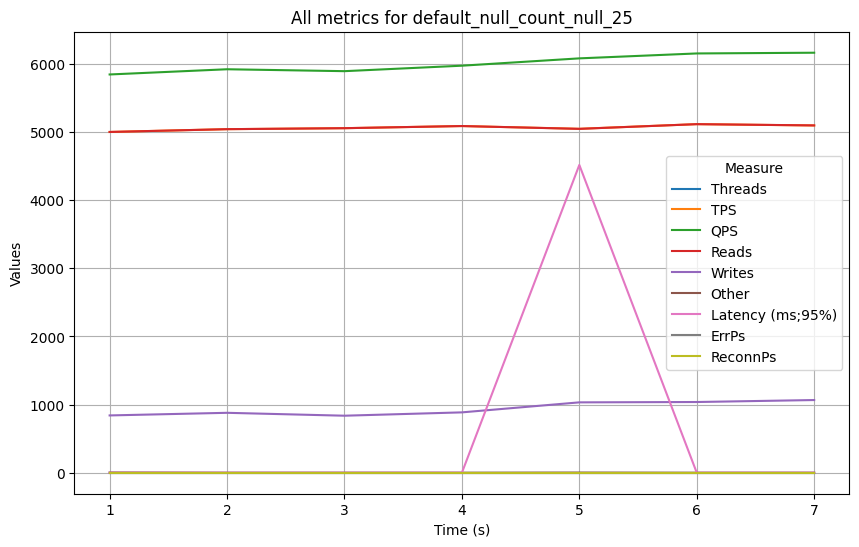 All metrics for default_null_count_null_25
Values
6000
5000
4000
3000
2000
1000
0
Measure
Threads
TPS
QPS
Reads
Writes
Other
Latency (ms;95%)
ErrPs
ReconnPs
1 2 3 4 5 6 7
Time (s)